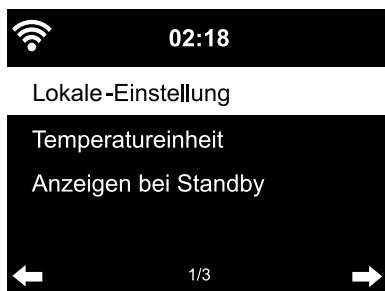 02:18
Lokale-Einstellung
Temperatureinheit
Anzeigen bei Standby
1/3